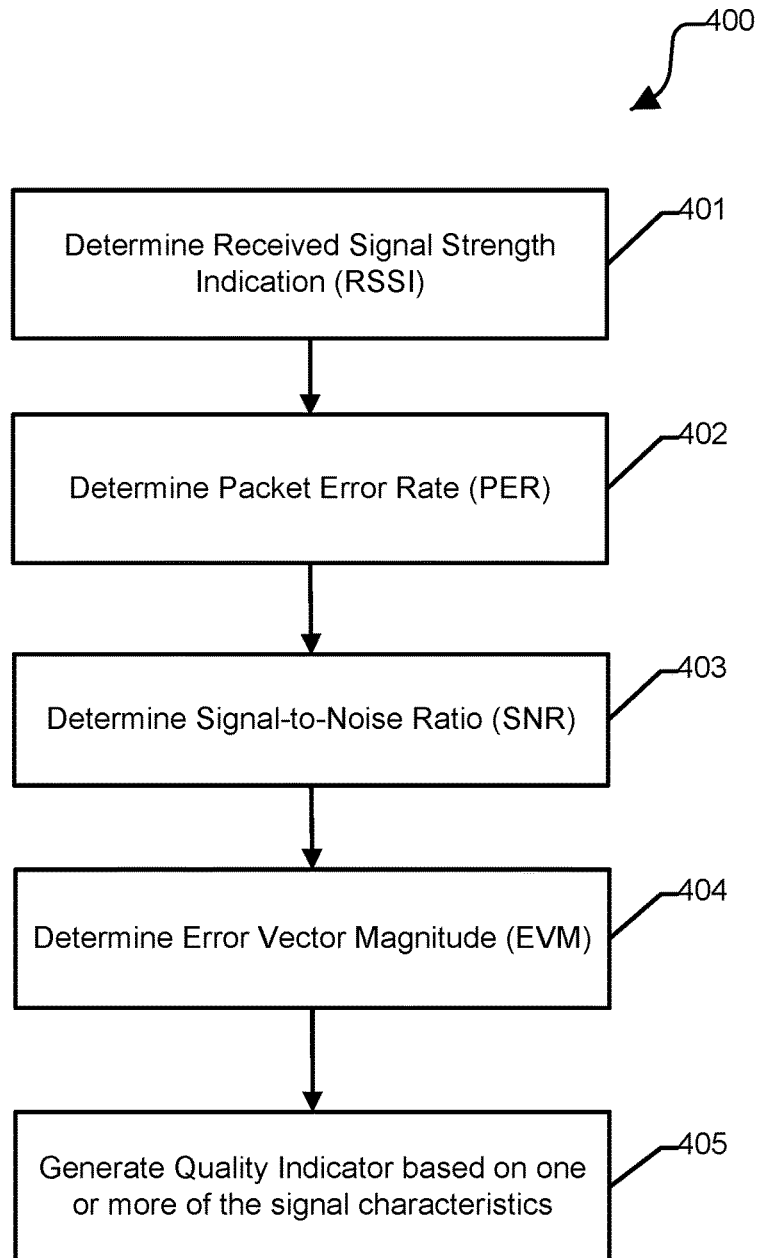 400
401
Determine Received Signal Strength
Indication (RSSI)
402
Determine Packet Error Rate (PER)
403
Determine Signal-to-Noise Ratio (SNR)
404
Determine Error Vector Magnitude (EVM)
405
Generate Quality Indicator based on one
or more of the signal characteristics